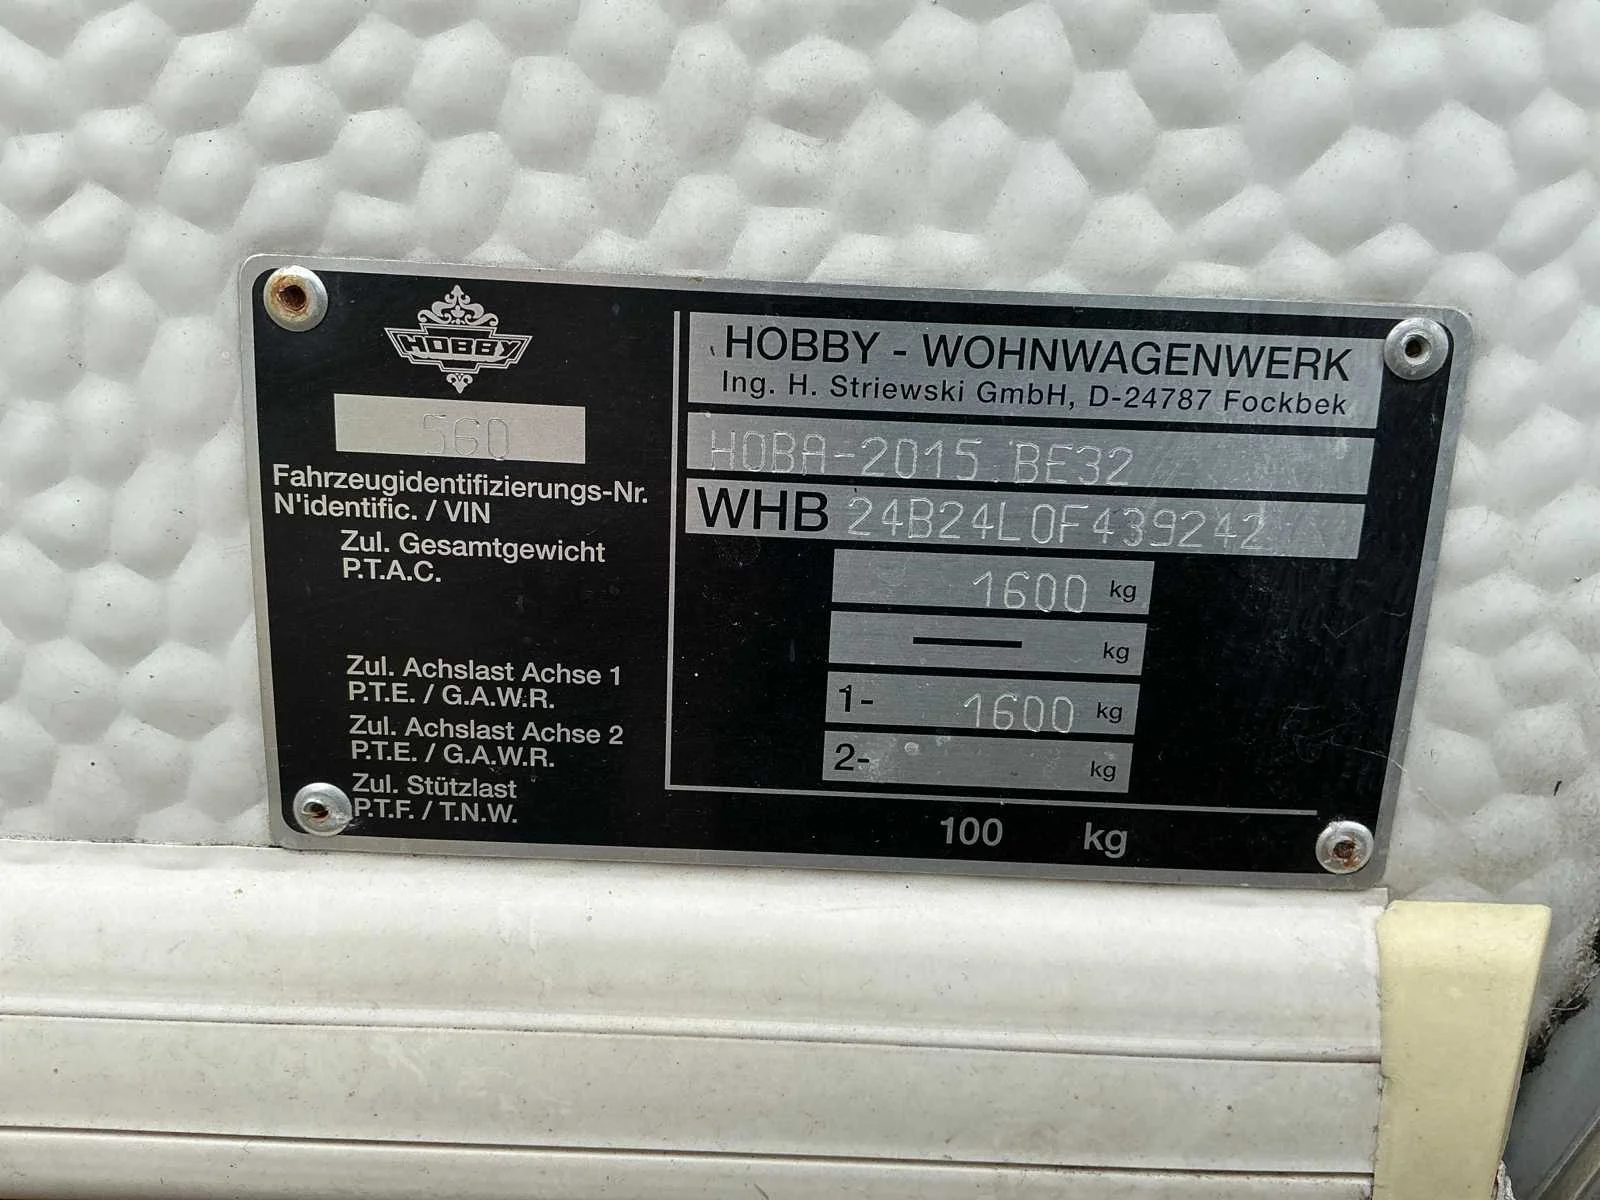 HOBBY
560
Fahrzeugidentifizierungs-Nr.
N'identific. / VIN
Zul. Gesamtgewicht
P.T.A.C.
Zul. Achslast Achse 1
P.T.E. / G.A.W.R.
Zul. Achslast Achse 2
P.T.E. / G.A.W.R.
Zul. Stützlast
P.T.F. / T.N.W.
HOBBY - WOHNWAGENWERK
Ing. H. Striewski GmbH, D-24787 Fockbek
HOBA-2015 BE32
WHB 24B24L0F439242
1600 kg
— kg
1- 1600 kg
2- kg
100 kg